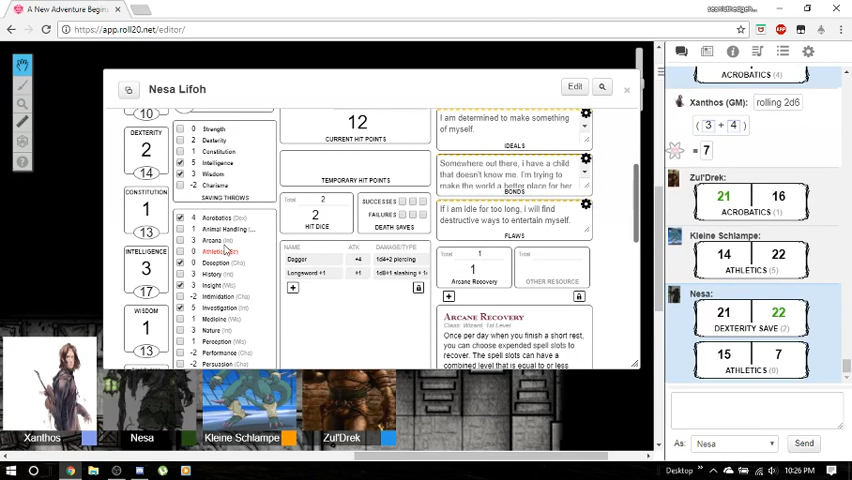 A New Adventure Begin
https://app.roll20.net/editor/
Nesa Lifoh
Edit
10
DEXTERITY
2
14
CONSTITUTION
1
13
INTELLIGENCE
3
17
WISDOM
1
13
0 Strength
2 Dexterity
1 Constitution
5 Intelligence
3 Wisdom
-2 Charisma
SAVING THROWS
4 Acrobatics (Dex)
1 Animal Handling (...
3 Arcana (Int)
0 Athletics (Str)
0 Deception (Cha)
3 History (Int)
3 Insight (Wis)
-2 Intimidation (Cha)
5 Investigation (Int)
1 Medicine (Wis)
3 Nature (Int)
1 Perception (Wis)
-2 Performance (Cha)
-2 Persuasion (Cha)
12
CURRENT HIT POINTS
TEMPORARY HIT POINTS
Total 2
2
HIT DICE
SUCCESSES
FAILURES
DEATH SAVES
NAME ATK DAMAGE/TYPE
Dagger +4 1d4+2 piercing
Longsword +1 +1 1d8+1 slashing + 1
I am determined to make something
of myself.
IDEALS
Somewhere out there, i have a child
that doesn't know me. I'm trying to
make the world a better place for her
BONDS
If I am idle for too long, I will find
destructive ways to entertain myself.
FLAWS
Total 1
1
Arcane Recovery
Total
OTHER RESOURCE
ARCANE RECOVERY
Class: Wizard, 1st Level
Once per day when you finish a short rest,
you can choose expended spell slots to
recover. The spell slots can have a
combined level that is equal to or less
Xanthos
Nesa
Kleine Schlampe
Zul'Drek
ACROBATICS (4)
Xanthos (GM): rolling 2d6
( 3 + 4 )
= 7
Zul'Drek:
21 16
ACROBATICS (1)
Kleine Schlampe:
14 22
ATHLETICS (5)
Nesa:
21 22
DEXTERITY SAVE (2)
15 7
ATHLETICS (0)
As: Nesa
Send
Desktop
10:26 PM